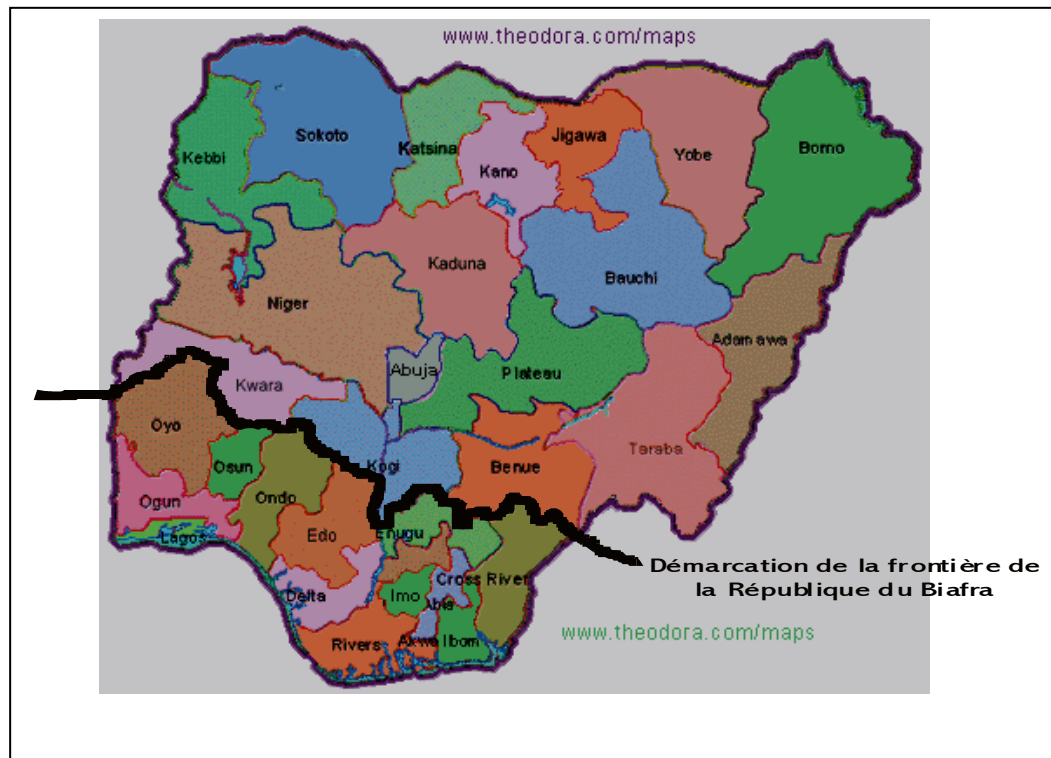 www.theodora.com/maps
Sokoto
Katsina
Jigawa
Kebbi
Kano
Yobe
Borno
Kaduna
Bauchi
Niger
Adamawa
Abuja
Plateau
Kwara
Oyo
Taraba
Osun
Kogi
Benue
Ogun
Ondo
Lagos
Edo
Enugu
Démarcation de la frontière de
la République du Biafra
Cross River
Delta
Imo
Abia
www.theodora.com/maps
Rivers
Akwa Ibom